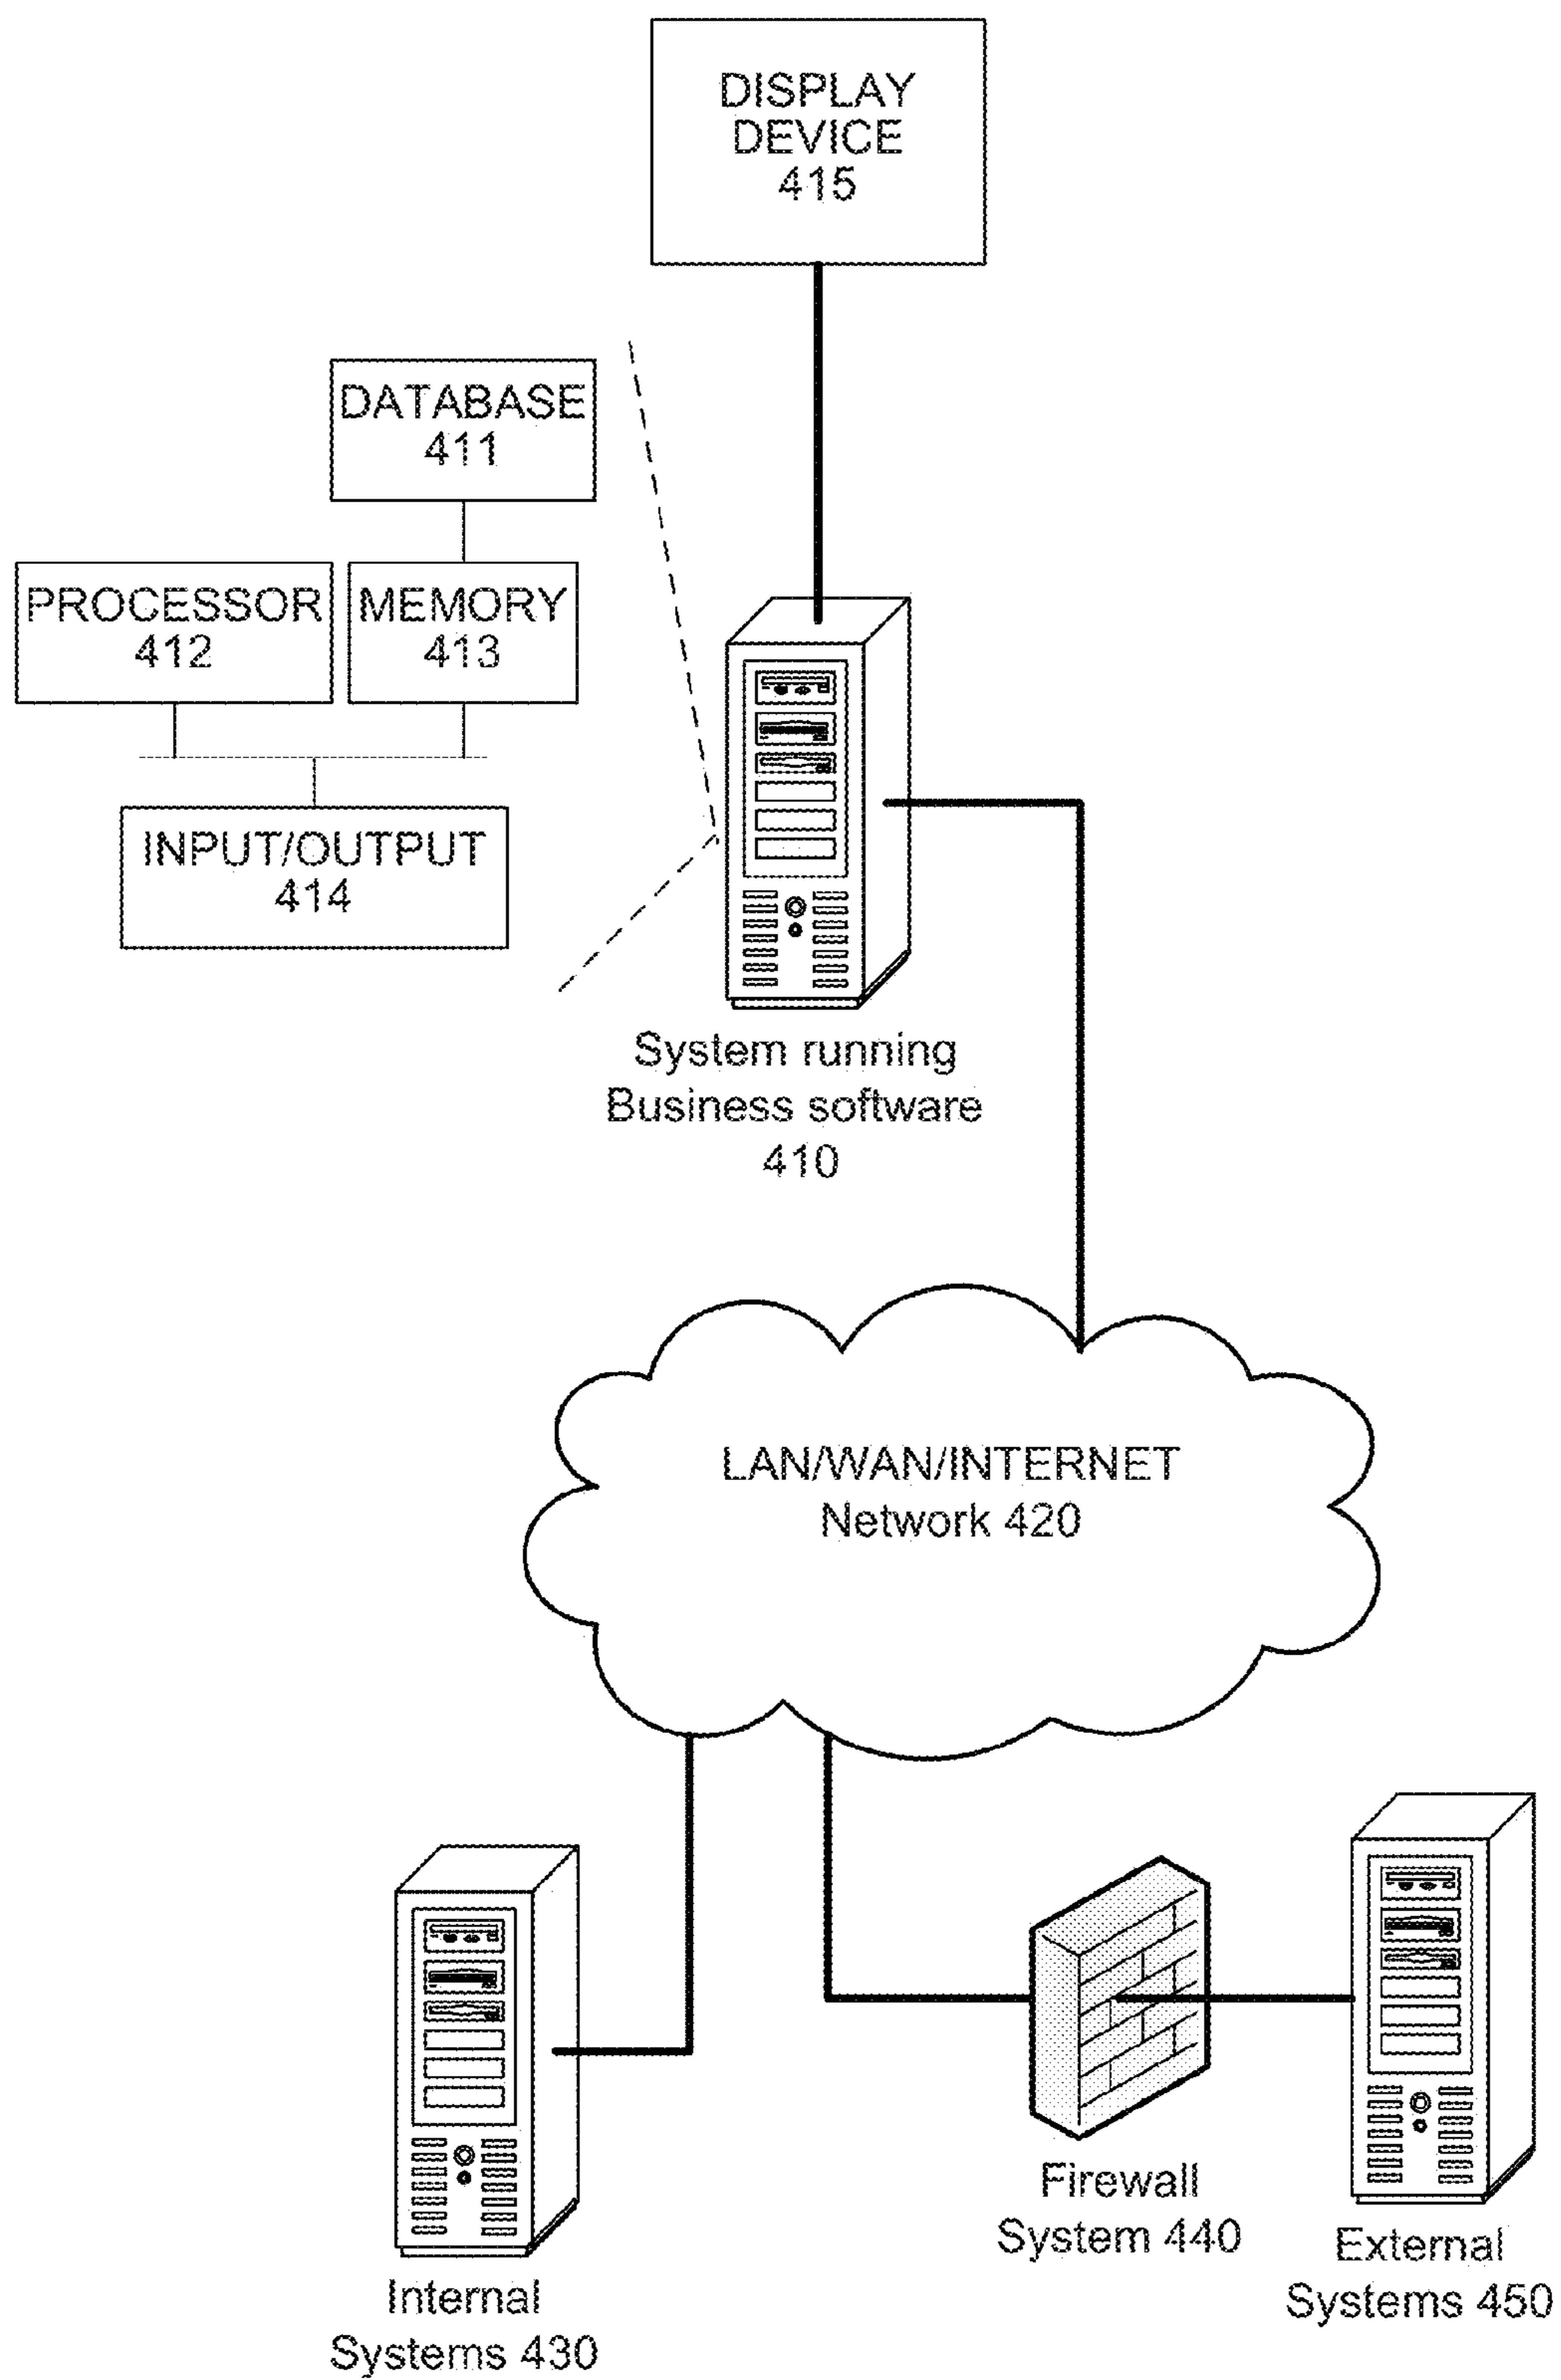 DISPLAY
DEVICE
415
DATABASE
411
PROCESSOR
412
MEMORY
413
INPUT/OUTPUT
414
System running
Business software
410
LAN/WAN/INTERNET
Network 420
Firewall
System 440
External
Systems 450
Internal
Systems 430